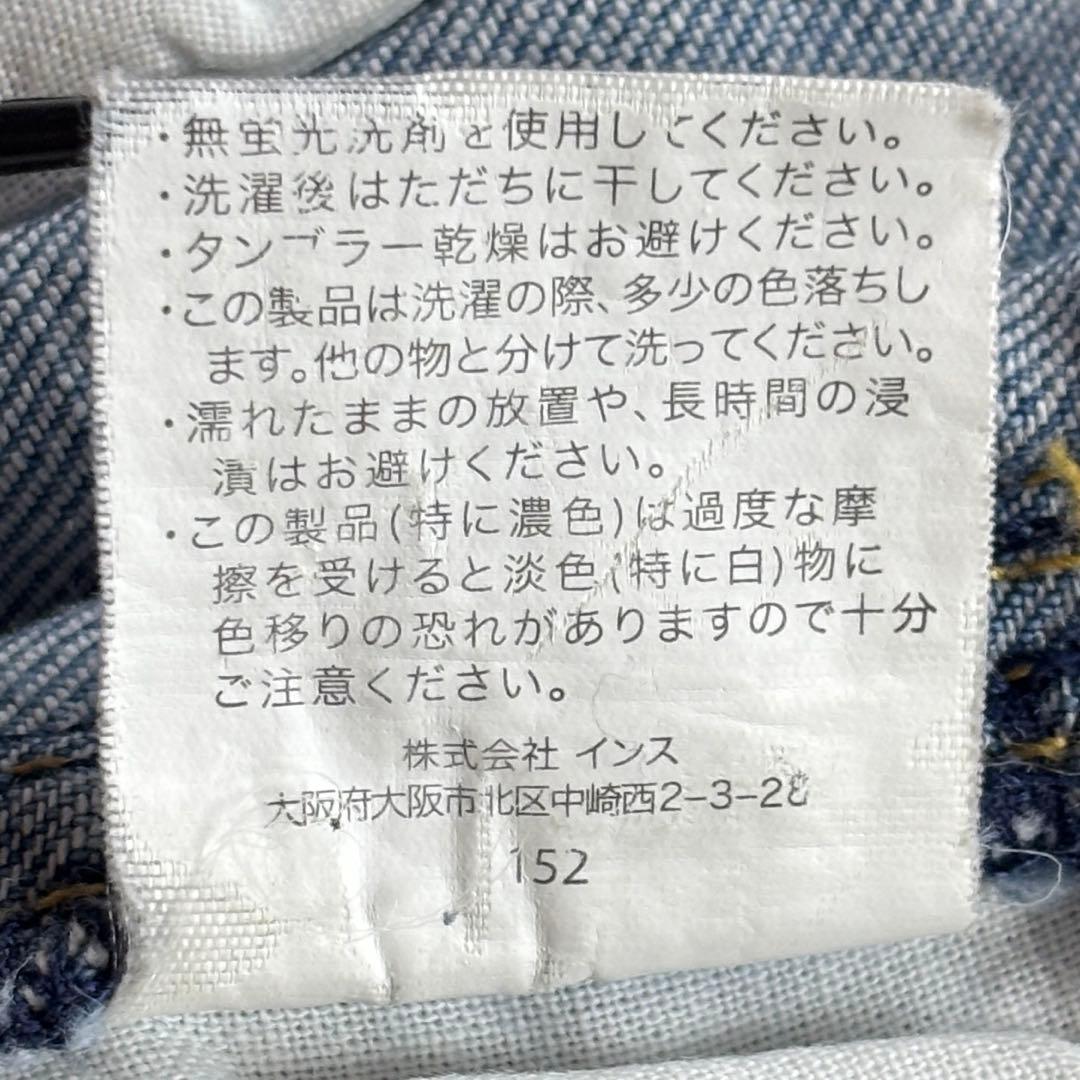 ・無蛍光洗剤を使用してください。
・洗濯後はただちに干してください。
・タンブラー乾燥はお避けください。
・この製品は洗濯の際、多少の色落ちし
ます。他の物と分けて洗ってください。
・濡れたままの放置や、長時間の浸
漬はお避けください。
・この製品(特に濃色)は過度な摩
擦を受けると淡色(特に白)物に
色移りの恐れがありますので十分
ご注意ください。
株式会社 インス
大阪府大阪市北区中崎西
152